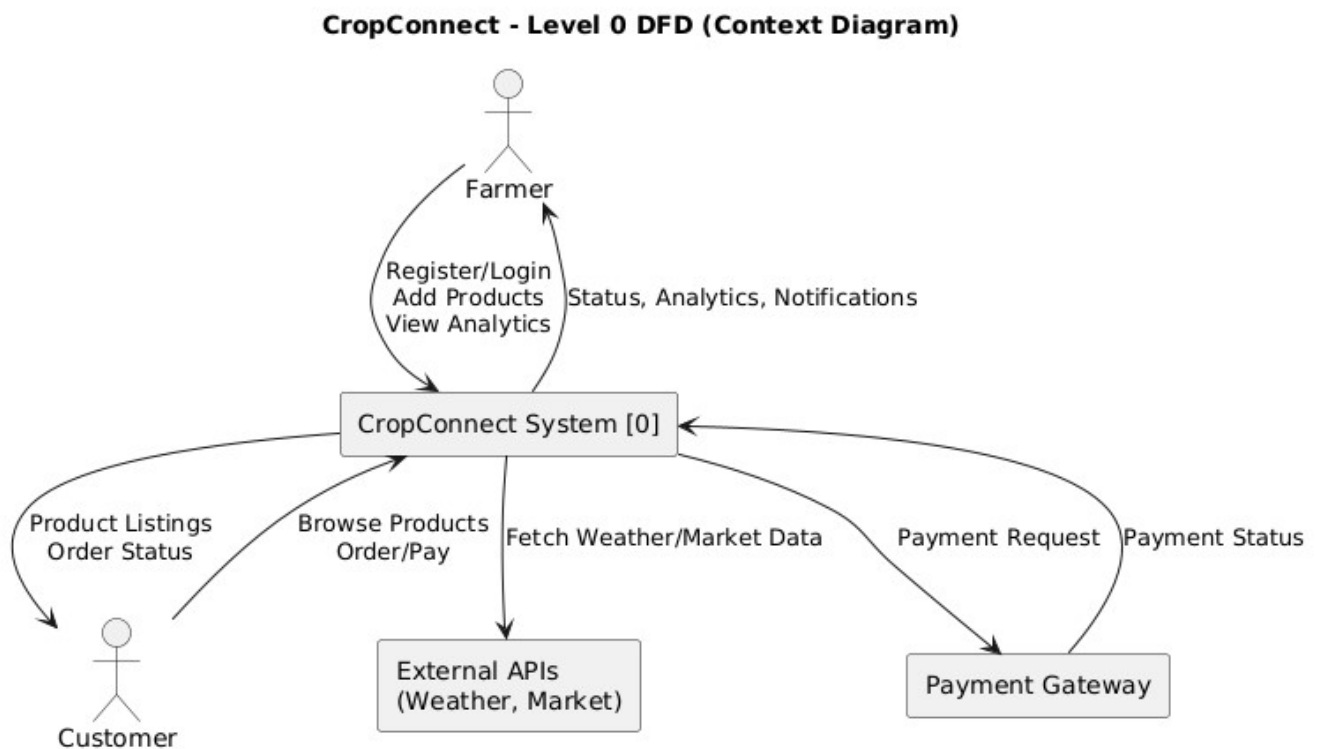 CropConnect - Level 0 DFD (Context Diagram)
Farmer
Register/Login
Add Products
View Analytics
Status, Analytics, Notifications
CropConnect System [0]
Product Listings
Order Status
Browse Products
Order/Pay
Fetch Weather/Market Data
Payment Request
Payment Status
External APIs
(Weather, Market)
Payment Gateway
Customer